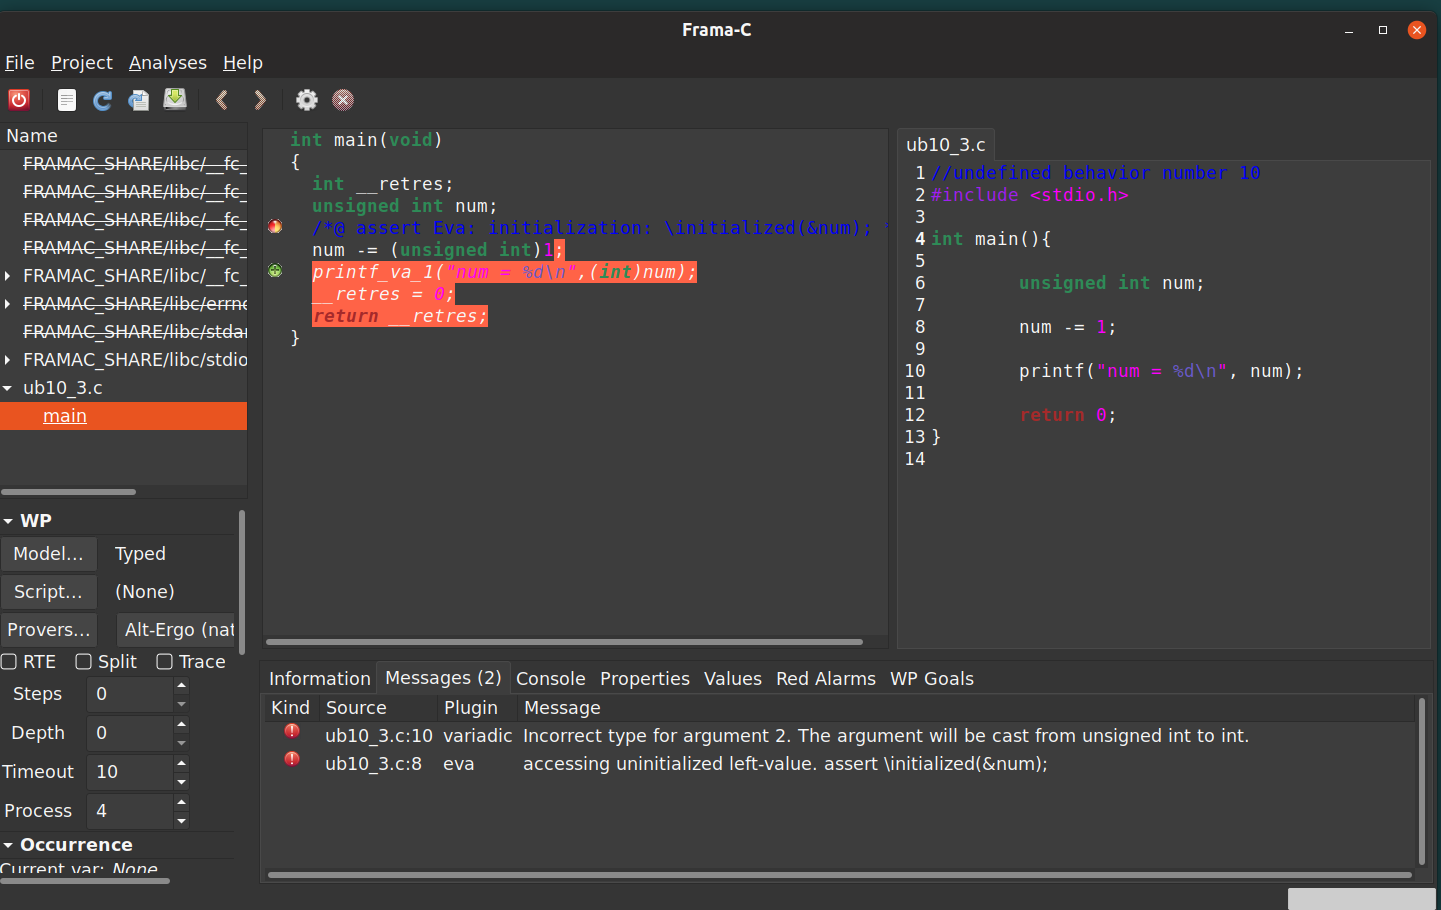 Frama-C
File Project Analyses Help
Name
FRAMAC_SHARE/libc/__fc_
FRAMAC_SHARE/libc/__fc_
FRAMAC_SHARE/libc/__fc_
FRAMAC_SHARE/libc/__fc_
FRAMAC_SHARE/libc/__fc_
FRAMAC_SHARE/libc/errno
FRAMAC_SHARE/libc/stdar
FRAMAC_SHARE/libc/stdio
ub10_3.c
main
WP
Model... Typed
Script... (None)
Provers... Alt-Ergo (nat
RTE Split Trace
Steps 0
Depth 0
Timeout 10
Process 4
Occurrence
Current var: None
int main(void)
{
int __retres;
unsigned int num;
/*@ assert Eva: initialization: \initialized(&num); *
num -= (unsigned int)1;
printf_va_1("num = %d\n",(int)num);
__retres = 0;
return __retres;
}
ub10_3.c
1 //undefined behavior number 10
2 #include <stdio.h>
3
4 int main(){
5
6 unsigned int num;
7
8 num -= 1;
9
10 printf("num = %d\n", num);
11
12 return 0;
13 }
14
Information Messages (2) Console Properties Values Red Alarms WP Goals
Kind Source Plugin Message
ub10_3.c:10 variadic Incorrect type for argument 2. The argument will be cast from unsigned int to int.
ub10_3.c:8 eva accessing uninitialized left-value. assert \initialized(&num);